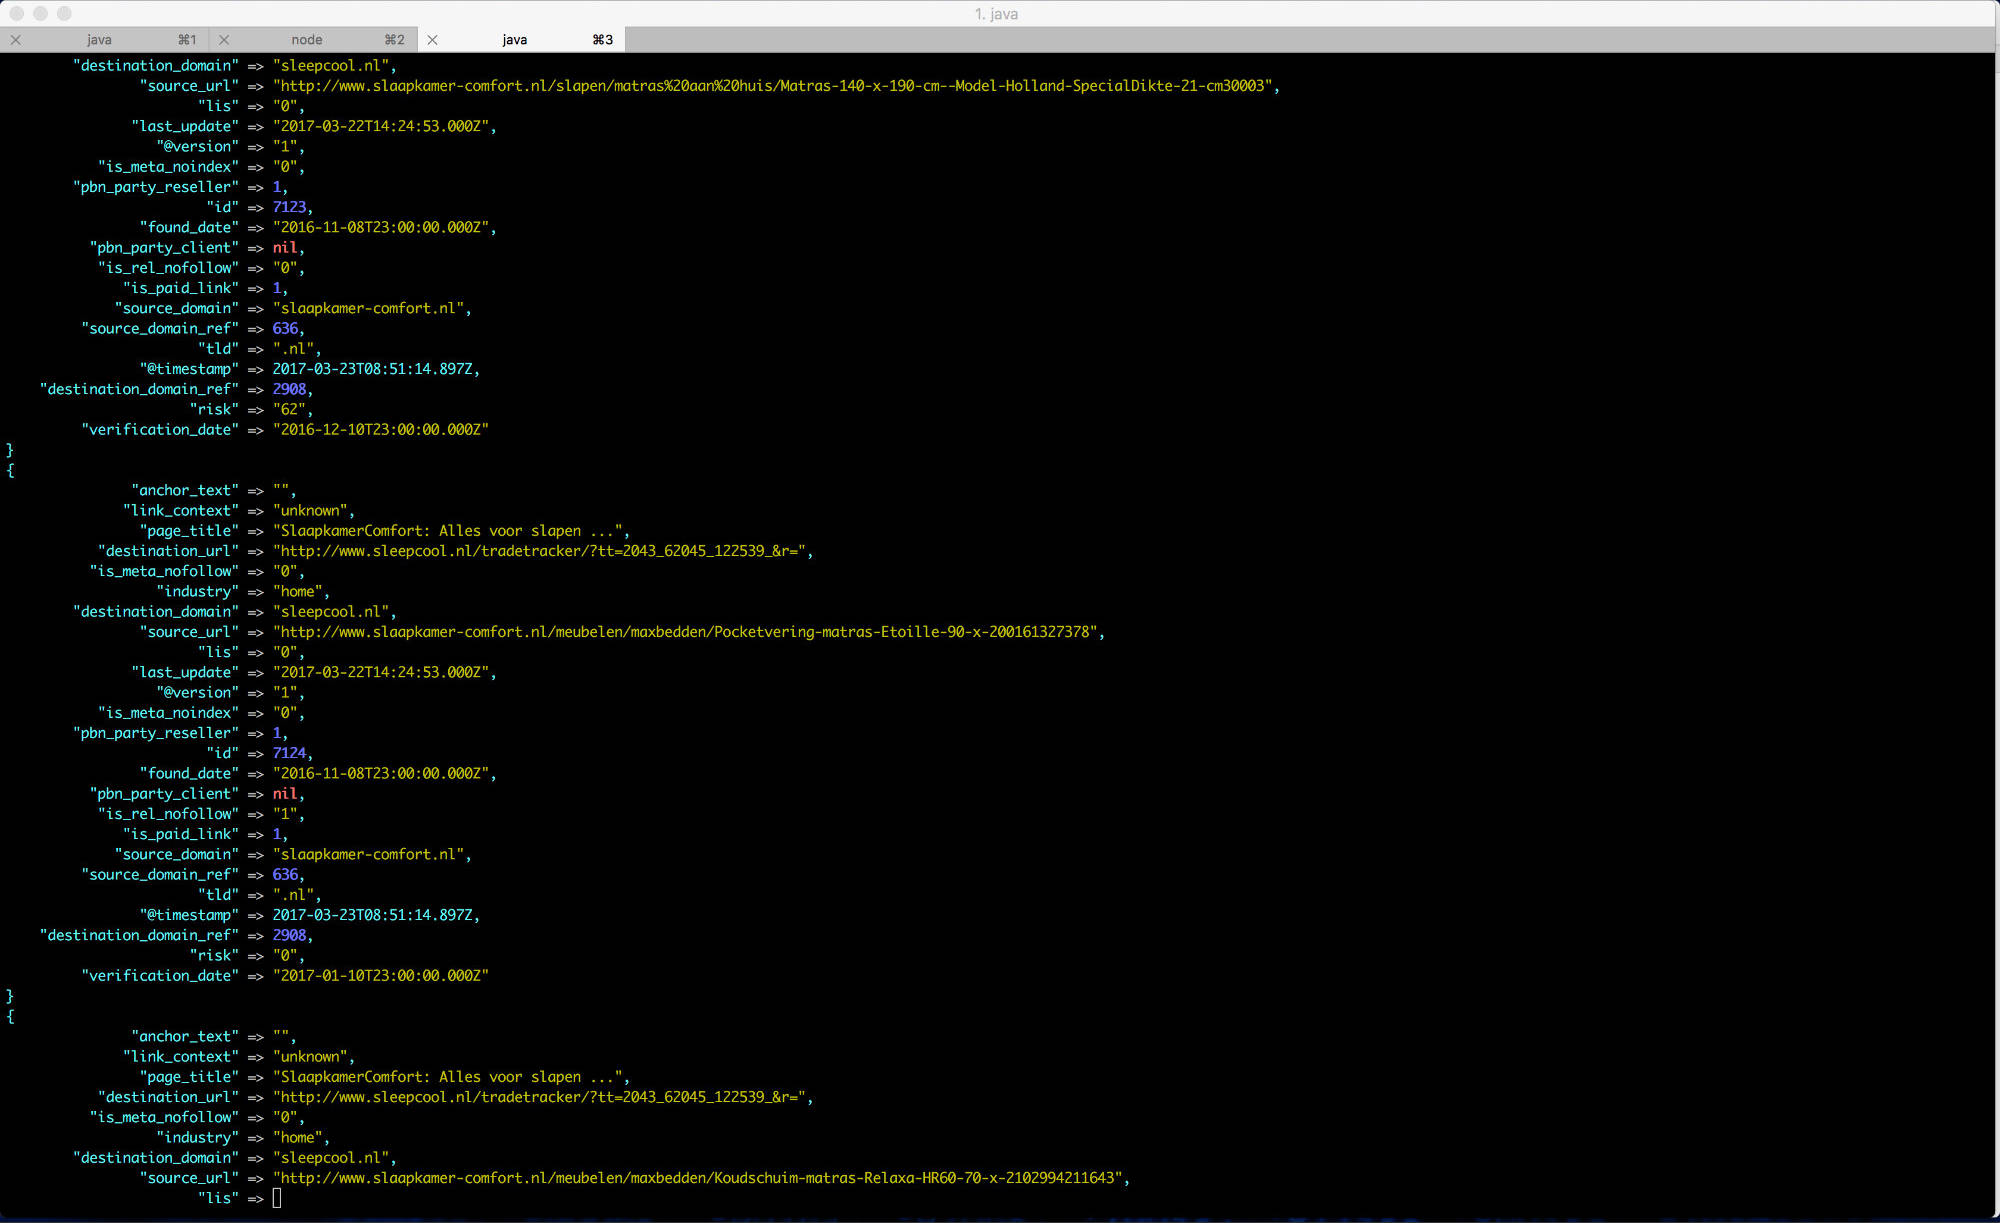 1. java
java ⌘1 node ⌘2 java ⌘3
"destination_domain" => "sleepcool.nl",
"source_url" => "http://www.slaapkamer-comfort.nl/slapen/matras%20aan%20huis/Matras-140-x-190-cm--Model-Holland-SpecialDikte-21-cm30003",
"lis" => "0",
"last_update" => "2017-03-22T14:24:53.000Z",
"@version" => "1",
"is_meta_noindex" => "0",
"pbn_party_reseller" => 1,
"id" => 7123,
"found_date" => "2016-11-08T23:00:00.000Z",
"pbn_party_client" => nil,
"is_rel_nofollow" => "0",
"is_paid_link" => 1,
"source_domain" => "slaapkamer-comfort.nl",
"source_domain_ref" => 636,
"tld" => ".nl",
"@timestamp" => 2017-03-23T08:51:14.897Z,
"destination_domain_ref" => 2908,
"risk" => "62",
"verification_date" => "2016-12-10T23:00:00.000Z"
}
{
"anchor_text" => "",
"link_context" => "unknown",
"page_title" => "SlaapkamerComfort: Alles voor slapen ...",
"destination_url" => "http://www.sleepcool.nl/tradetracker/?tt=2043_62045_122539_&r=",
"is_meta_nofollow" => "0",
"industry" => "home",
"destination_domain" => "sleepcool.nl",
"source_url" => "http://www.slaapkamer-comfort.nl/meubelen/maxbedden/Pocketvering-matras-Etoille-90-x-200161327378",
"lis" => "0",
"last_update" => "2017-03-22T14:24:53.000Z",
"@version" => "1",
"is_meta_noindex" => "0",
"pbn_party_reseller" => 1,
"id" => 7124,
"found_date" => "2016-11-08T23:00:00.000Z",
"pbn_party_client" => nil,
"is_rel_nofollow" => "1",
"is_paid_link" => 1,
"source_domain" => "slaapkamer-comfort.nl",
"source_domain_ref" => 636,
"tld" => ".nl",
"@timestamp" => 2017-03-23T08:51:14.897Z,
"destination_domain_ref" => 2908,
"risk" => "0",
"verification_date" => "2017-01-10T23:00:00.000Z"
}
{
"anchor_text" => "",
"link_context" => "unknown",
"page_title" => "SlaapkamerComfort: Alles voor slapen ...",
"destination_url" => "http://www.sleepcool.nl/tradetracker/?tt=2043_62045_122539_&r=",
"is_meta_nofollow" => "0",
"industry" => "home",
"destination_domain" => "sleepcool.nl",
"source_url" => "http://www.slaapkamer-comfort.nl/meubelen/maxbedden/Koudschuim-matras-Relaxa-HR60-70-x-2102994211643",
"lis" =>